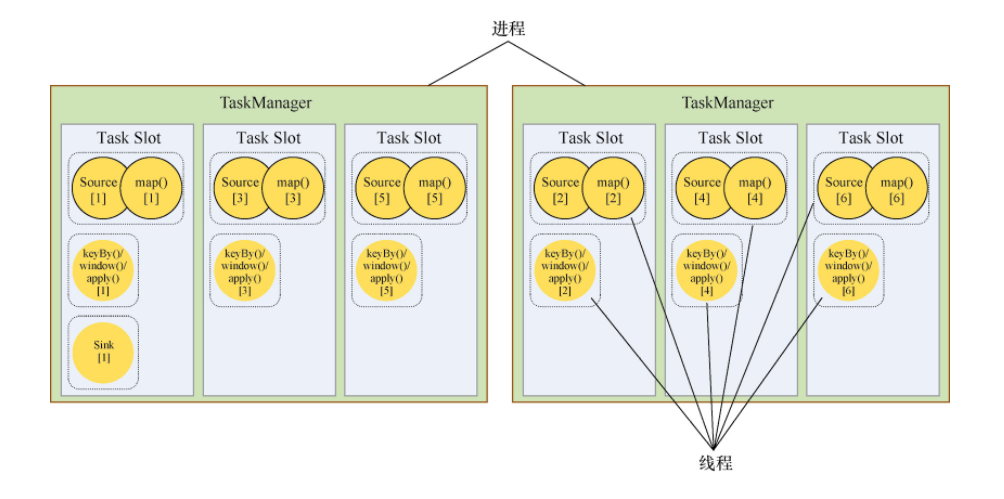 进程
TaskManager
Task Slot
Source
[1]
map()
[1]
keyBy()/
window()/
apply()
[1]
Sink
[1]
Task Slot
Source
[3]
map()
[3]
keyBy()/
window()/
apply()
[3]
Task Slot
Source
[5]
map()
[5]
keyBy()/
window()/
apply()
[5]
TaskManager
Task Slot
Source
[2]
map()
[2]
keyBy()/
window()/
apply()
[2]
Task Slot
Source
[4]
map()
[4]
keyBy()/
window()/
apply()
[4]
Task Slot
Source
[6]
map()
[6]
keyBy()/
window()/
apply()
[6]
线程